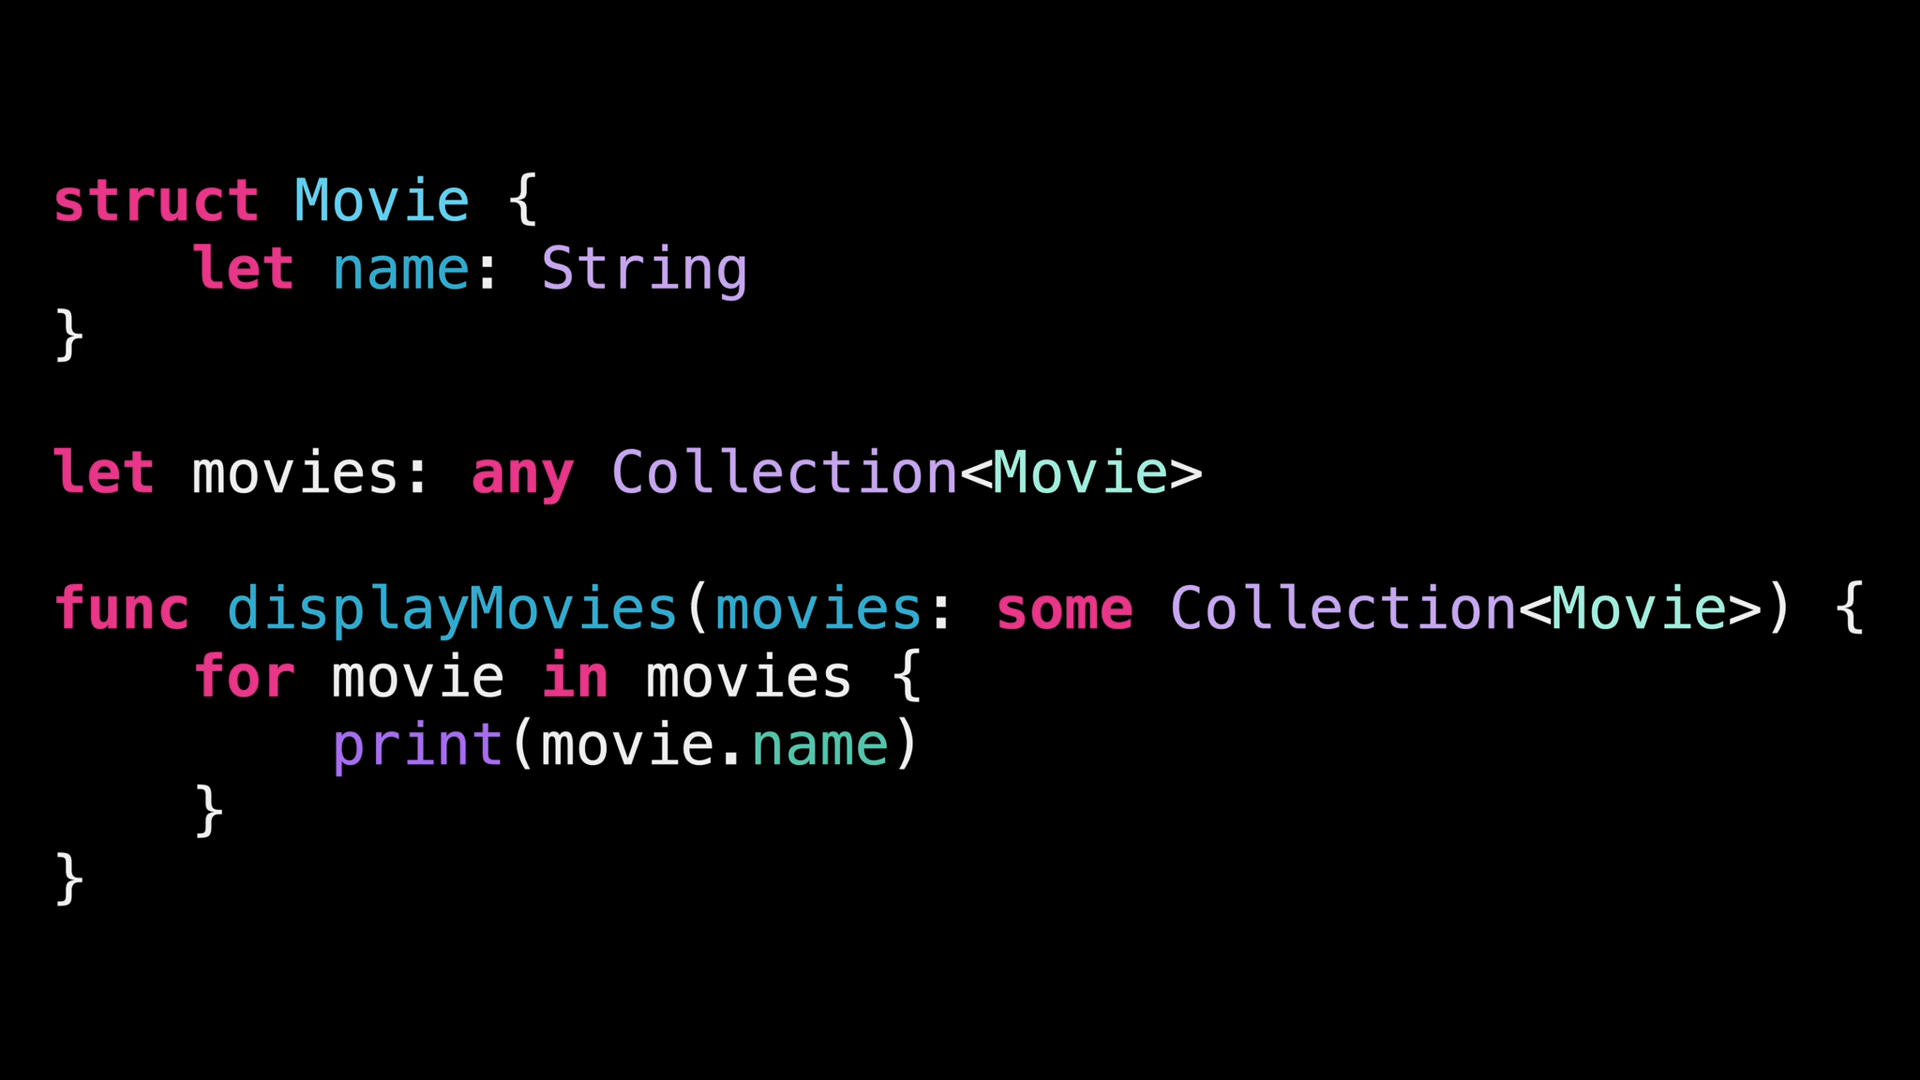 struct Movie {
    let name: String
}
let movies: any Collection<Movie>
func displayMovies(movies: some Collection<Movie>) {
    for movie in movies {
        print(movie.name)
    }
}